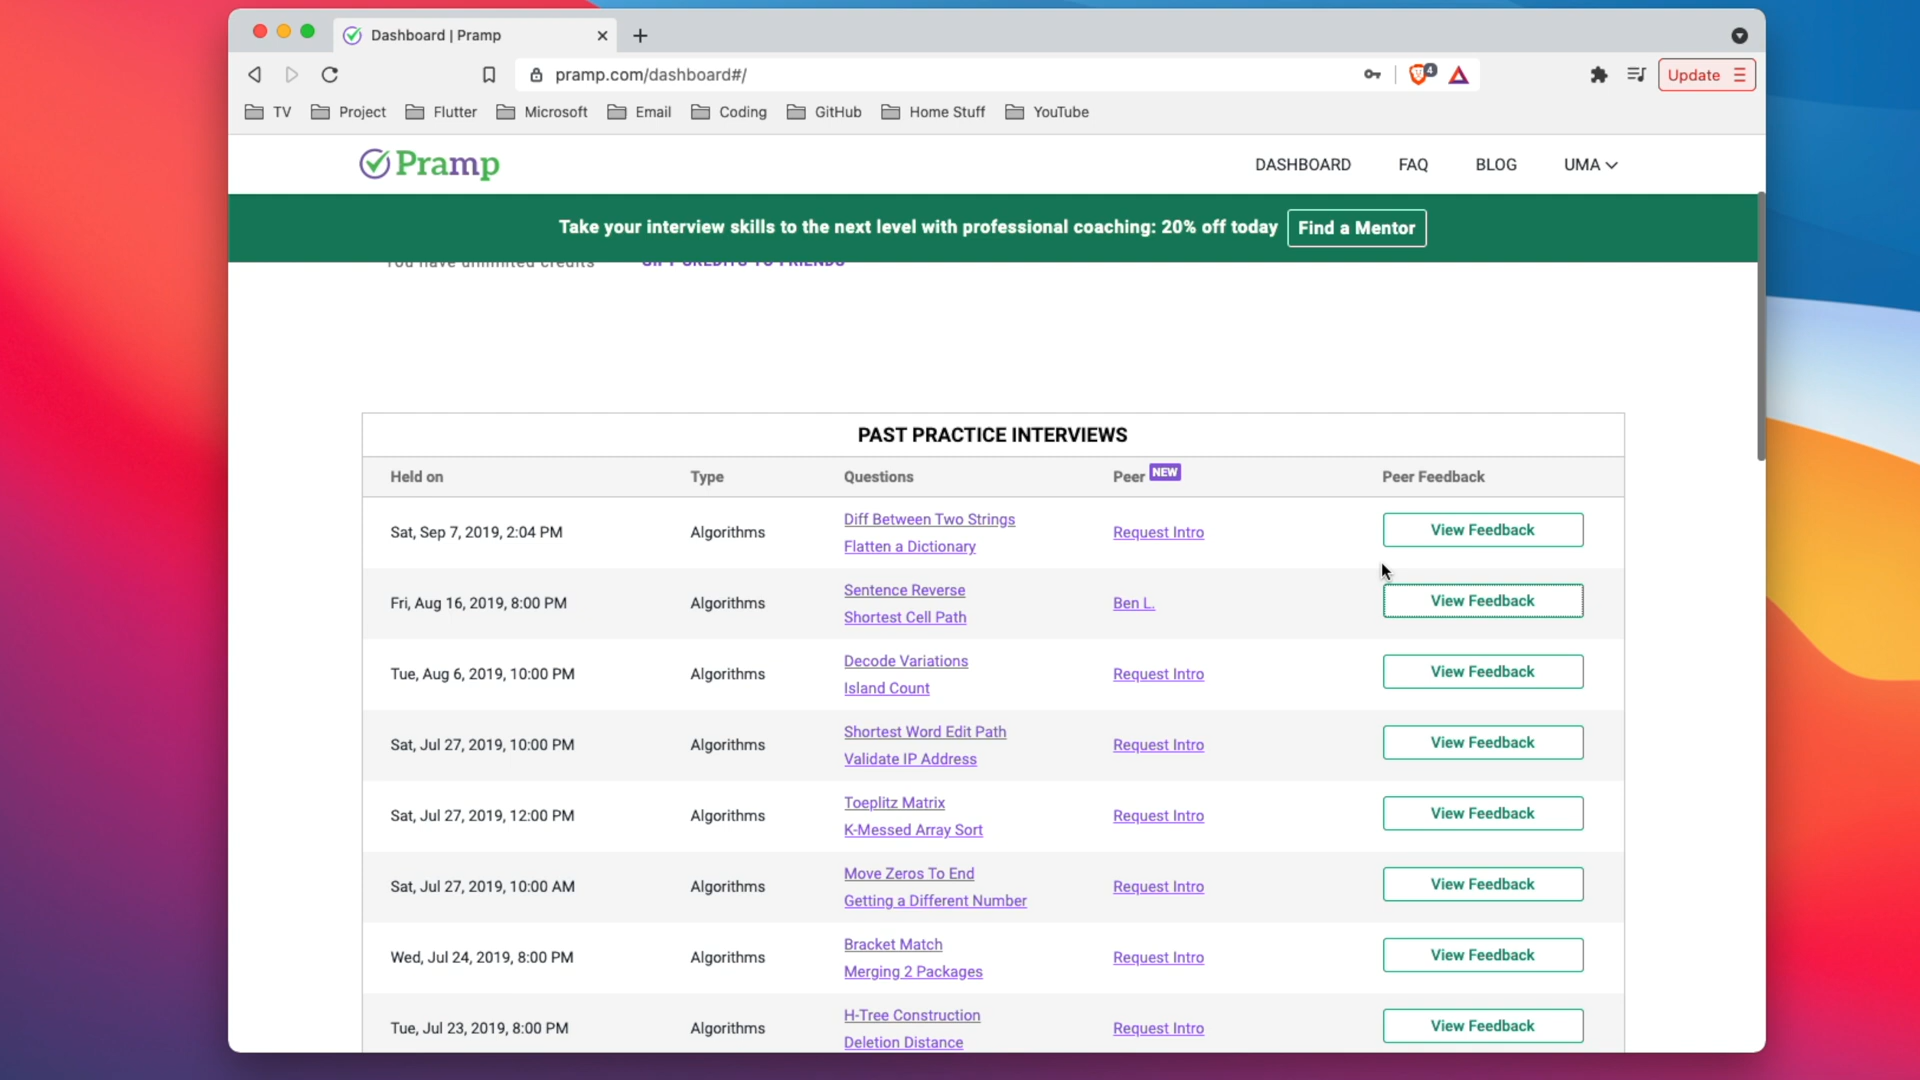 Dashboard | Pramp
pramp.com/dashboard#/
4
Update
TV Project Flutter Microsoft Email Coding GitHub Home Stuff YouTube
Pramp
DASHBOARD FAQ BLOG UMA
Take your interview skills to the next level with professional coaching: 20% off today Find a Mentor
You have unlimited credits GIFT CREDITS TO FRIENDS
PAST PRACTICE INTERVIEWS
Held on Type Questions Peer NEW Peer Feedback
Diff Between Two Strings
Sat, Sep 7, 2019, 2:04 PM Algorithms Request Intro View Feedback
Flatten a Dictionary
Sentence Reverse
Fri, Aug 16, 2019, 8:00 PM Algorithms Ben L. View Feedback
Shortest Cell Path
Decode Variations
Tue, Aug 6, 2019, 10:00 PM Algorithms Request Intro View Feedback
Island Count
Shortest Word Edit Path
Sat, Jul 27, 2019, 10:00 PM Algorithms Request Intro View Feedback
Validate IP Address
Toeplitz Matrix
Sat, Jul 27, 2019, 12:00 PM Algorithms Request Intro View Feedback
K-Messed Array Sort
Move Zeros To End
Sat, Jul 27, 2019, 10:00 AM Algorithms Request Intro View Feedback
Getting a Different Number
Bracket Match
Wed, Jul 24, 2019, 8:00 PM Algorithms Request Intro View Feedback
Merging 2 Packages
H-Tree Construction
Tue, Jul 23, 2019, 8:00 PM Algorithms Request Intro View Feedback
Deletion Distance